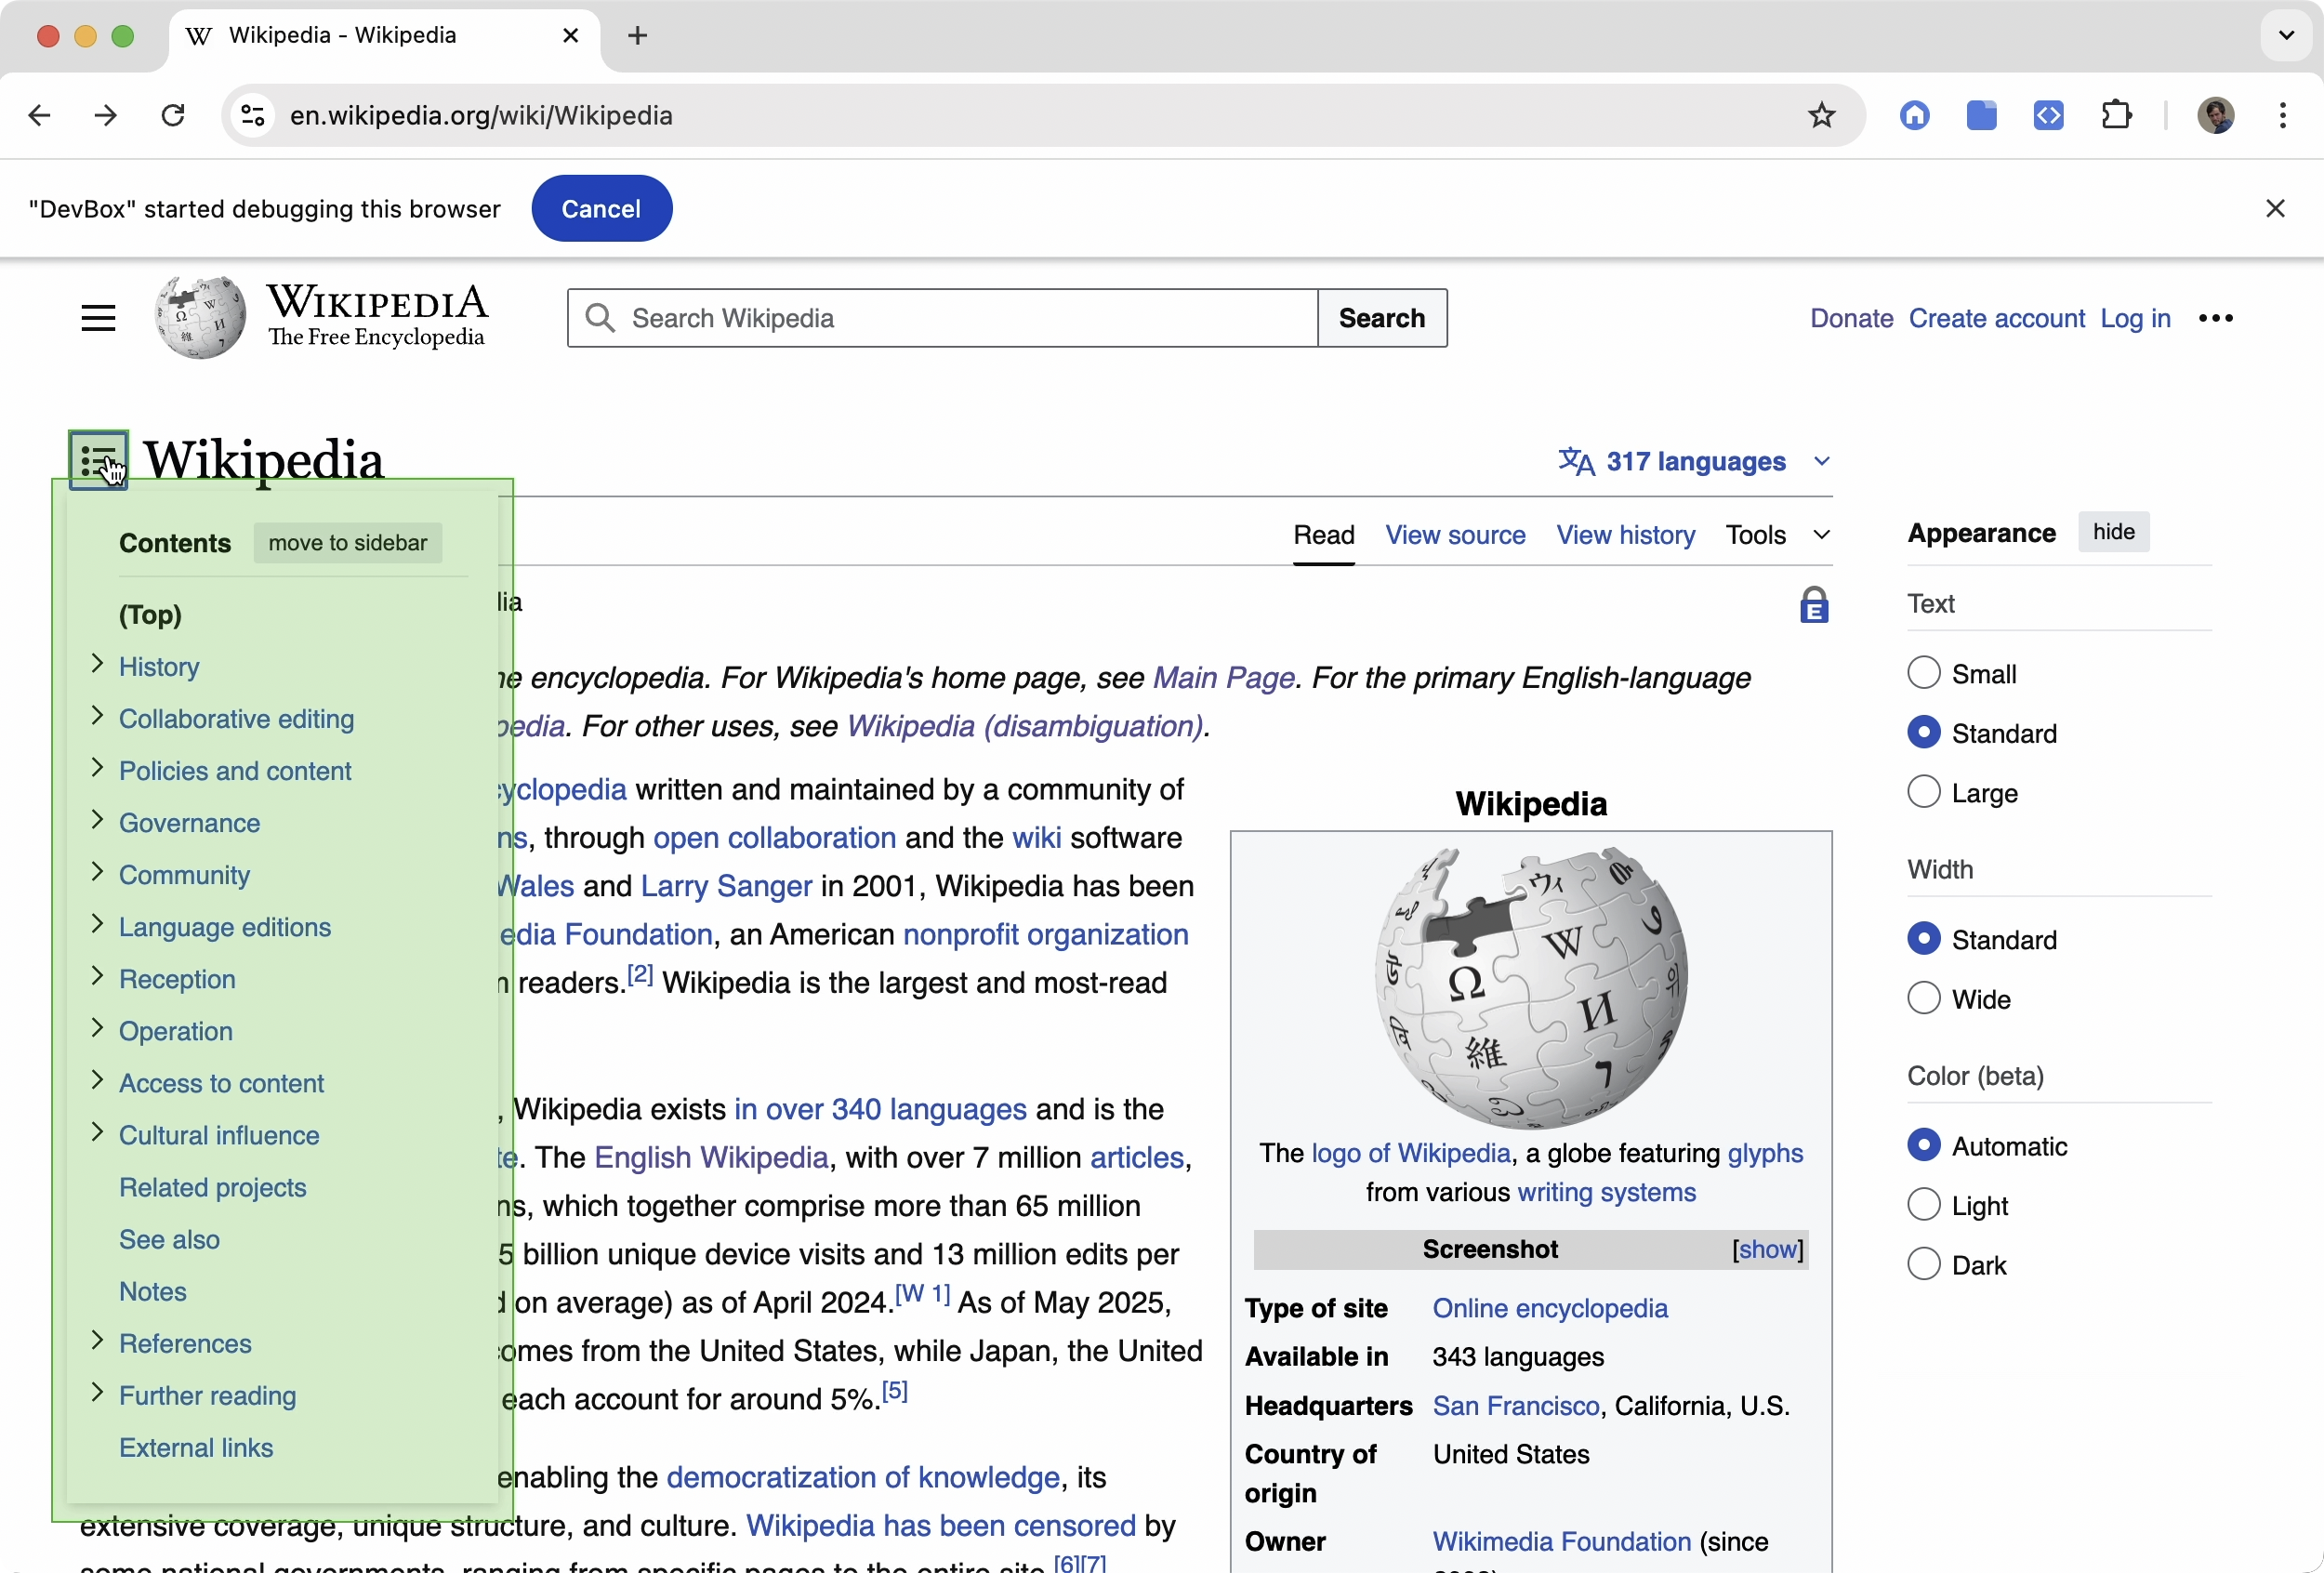 Wikipedia - Wikipedia
en.wikipedia.org/wiki/Wikipedia
"DevBox" started debugging this browser
Cancel
WIKIPEDIA
The Free Encyclopedia
Search Wikipedia
Search
Donate
Create account
Log in
Wikipedia
317 languages
Contents
move to sidebar
(Top)
History
Collaborative editing
Policies and content
Governance
Community
Language editions
Reception
Operation
Access to content
Cultural influence
Related projects
See also
Notes
References
Further reading
External links
Read
View source
View history
Tools
encyclopedia. For Wikipedia's home page, see Main Page. For the primary English-language
. For other uses, see Wikipedia (disambiguation).
written and maintained by a community of
, through open collaboration and the wiki software
Wales and Larry Sanger in 2001, Wikipedia has been
Foundation, an American nonprofit organization
readers.[2] Wikipedia is the largest and most-read
, Wikipedia exists in over 340 languages and is the
. The English Wikipedia, with over 7 million articles,
, which together comprise more than 65 million
5 billion unique device visits and 13 million edits per
on average) as of April 2024.[W 1] As of May 2025,
from the United States, while Japan, the United
each account for around 5%.[5]
enabling the democratization of knowledge, its
extensive coverage, unique structure, and culture. Wikipedia has been censored by
some national governments, ranging from specific pages to the entire site.[6][7]
Wikipedia
Ω
W
И
維
ウィ
The logo of Wikipedia, a globe featuring glyphs
from various writing systems
Screenshot
[show]
Type of site Online encyclopedia
Available in 343 languages
Headquarters San Francisco, California, U.S.
Country of United States
origin
Owner Wikimedia Foundation (since
E
Appearance
hide
Text
Small
Standard
Large
Width
Standard
Wide
Color (beta)
Automatic
Light
Dark